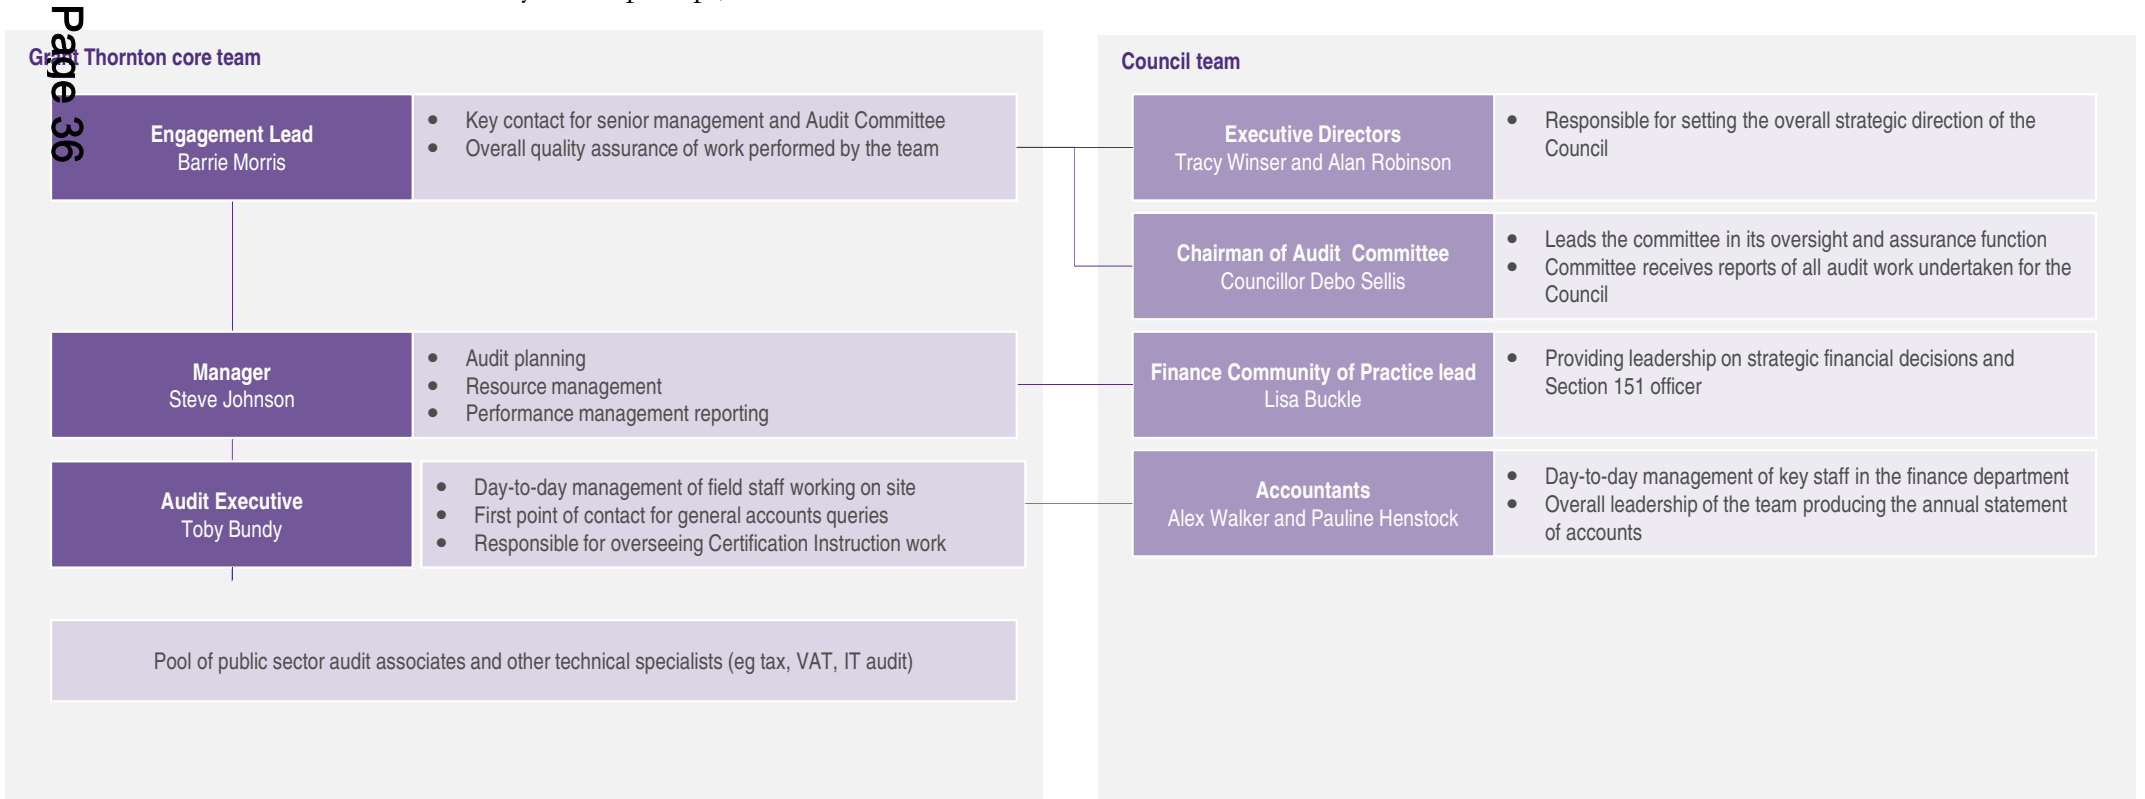 Page 36
Grant Thornton core team
Engagement Lead
Barrie Morris
• Key contact for senior management and Audit Committee
• Overall quality assurance of work performed by the team
Manager
Steve Johnson
• Audit planning
• Resource management
• Performance management reporting
Audit Executive
Toby Bundy
• Day-to-day management of field staff working on site
• First point of contact for general accounts queries
• Responsible for overseeing Certification Instruction work
Pool of public sector audit associates and other technical specialists (eg tax, VAT, IT audit)
Council team
Executive Directors
Tracy Winser and Alan Robinson
• Responsible for setting the overall strategic direction of the
Council
Chairman of Audit Committee
Councillor Debo Sellis
• Leads the committee in its oversight and assurance function
• Committee receives reports of all audit work undertaken for the
Council
Finance Community of Practice lead
Lisa Buckle
• Providing leadership on strategic financial decisions and
Section 151 officer
Accountants
Alex Walker and Pauline Henstock
• Day-to-day management of key staff in the finance department
• Overall leadership of the team producing the annual statement
of accounts